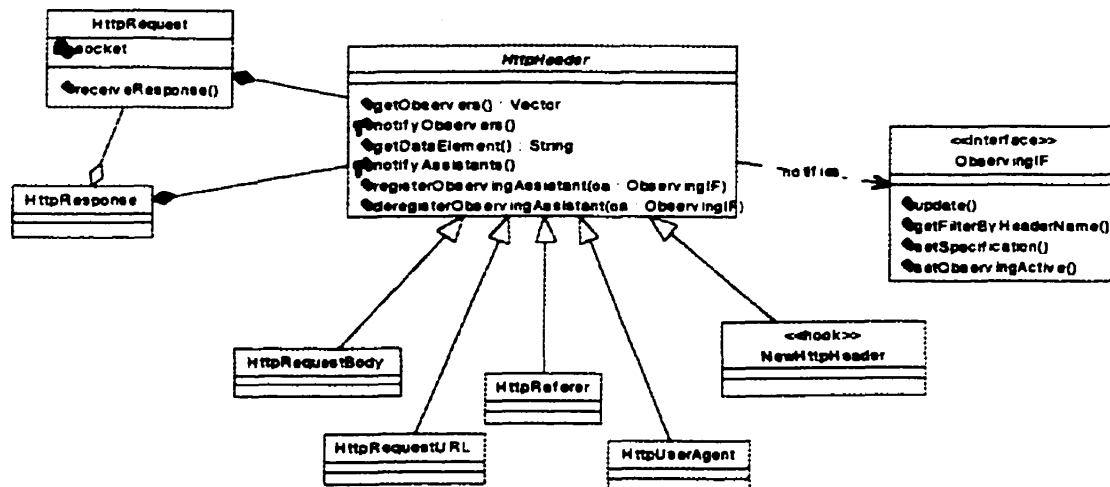 HttpRequest
socket
receiveResponse()
HttpResponse
HttpHeader
getObservers() : Vector
notifyObservers()
getDataElement() : String
notifyAssistants()
registerObservingAssistant(oa : ObservingIF)
deregisterObservingAssistant(oa : ObservingIF)
notifies
<<Interface>>
ObservingIF
update()
getFilterByHeaderName()
setSpecification()
setObservingActive()
HttpRequestBody
HttpRequestURL
HttpReferer
HttpUserAgent
<<hook>>
NewHttpHeader